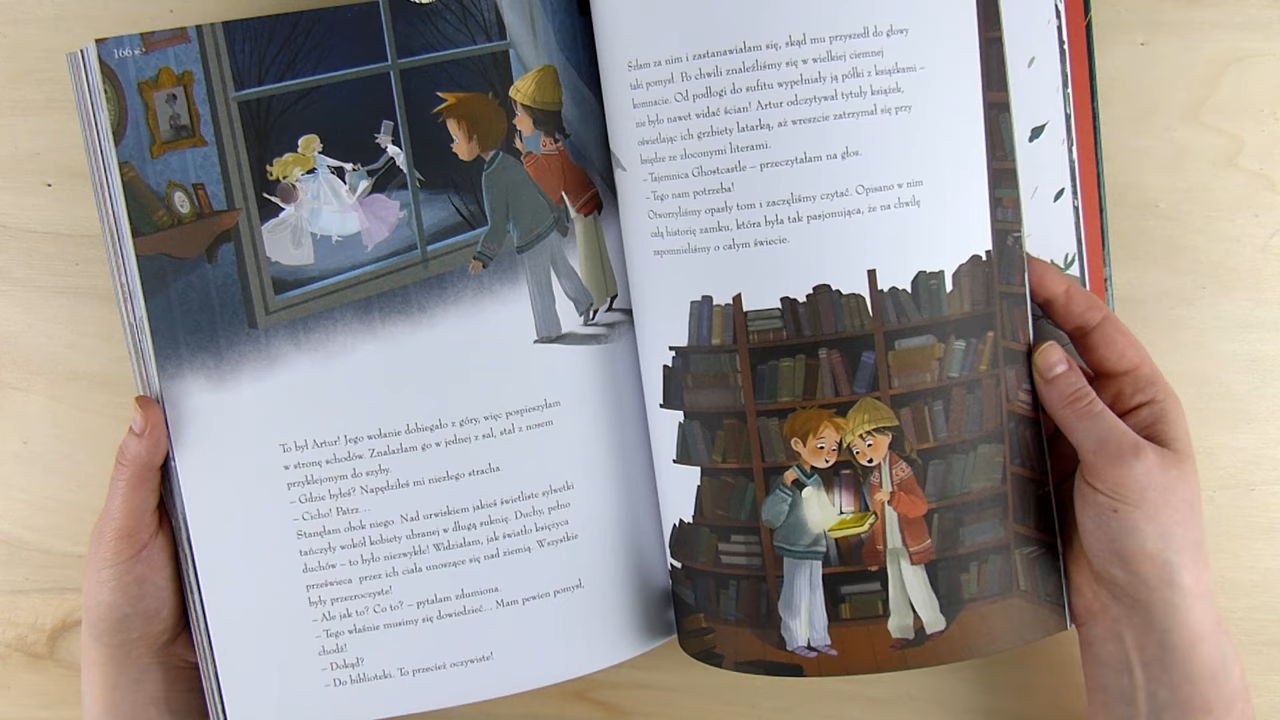 166
To był Artur! Jego wołanie dobiegało z góry, więc pospieszyłam
w stronę schodów. Znalazłam go w jednej z sal, stał z nosem
przyklejonym do szyby.
– Gdzie byłeś? Napędziłeś mi niezłego stracha.
– Cicho! Patrz...
Stanęłam obok niego. Nad urwiskiem jakieś świetliste sylwetki
tańczyły wokół kobiety ubranej w długą suknię. Duchy, pełno
duchów – to było niezwykłe! Widziałam, jak światło księżyca
prześwieca przez ich ciała unoszące się nad ziemią. Wszystkie
były przezroczyste!
– Ale jak to? Co to? – pytałam zdumiona.
– Tego właśnie musimy się dowiedzieć... Mam pewien pomysł,
chodź!
– Dokąd?
– Do biblioteki. To przecież oczywiste!
Szłam za nim i zastanawiałam się, skąd mu przyszedł do głowy
taki pomysł. Po chwili znaleźliśmy się w wielkiej ciemnej
komnacie. Od podłogi do sufitu wypełniały ją półki z książkami –
nie było nawet widać ścian! Artur odczytywał tytuły książek,
oświetlając ich grzbiety latarką, aż wreszcie zatrzymał się przy
księdze ze złoconymi literami.
– Tajemnica Ghostcastle – przeczytałam na głos.
– Tego nam potrzeba!
Otworzyliśmy opasły tom i zaczęliśmy czytać. Opisano w nim
całą historię zamku, która była tak pasjonująca, że na chwilę
zapomnieliśmy o całym świecie.